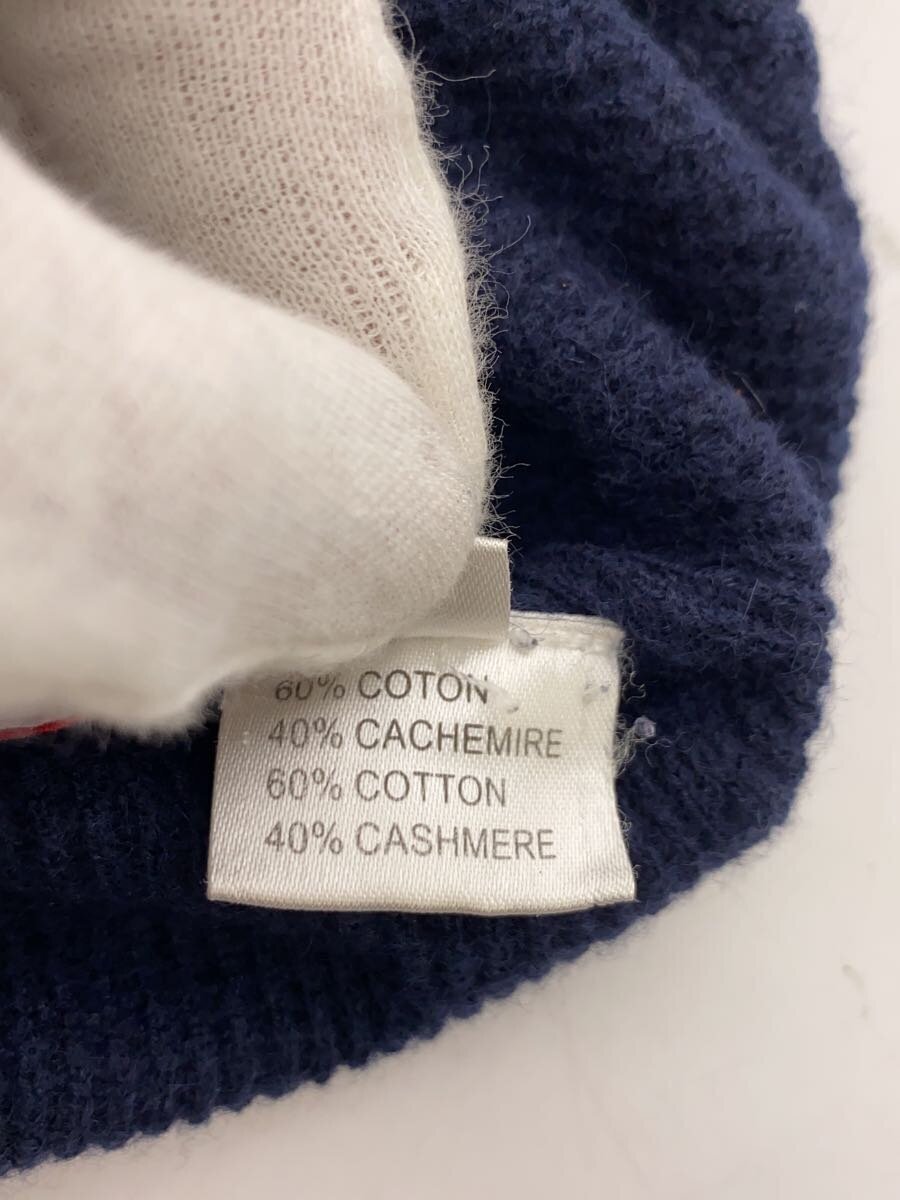 60% COTON
40% CACHEMIRE
60% COTTON
40% CASHMERE